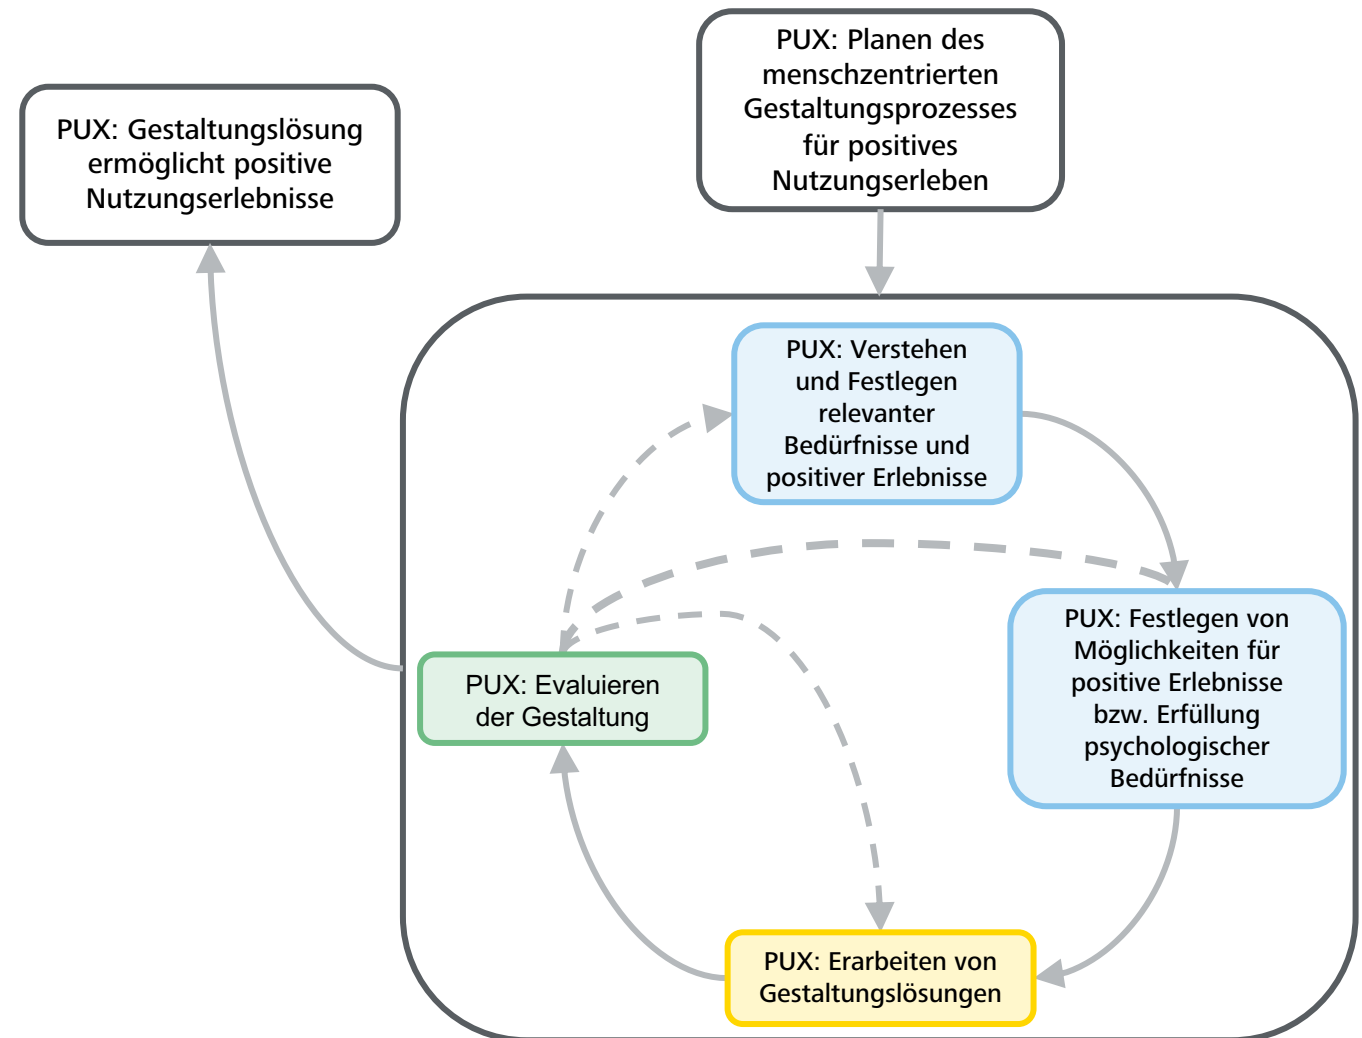 PUX: Planen des
menschzentrierten
Gestaltungsprozesses
für positives
Nutzungserleben
PUX: Gestaltungslösung
ermöglicht positive
Nutzungserlebnisse
PUX: Verstehen
und Festlegen
relevanter
Bedürfnisse und
positiver Erlebnisse
PUX: Festlegen von
Möglichkeiten für
positive Erlebnisse
bzw. Erfüllung
psychologischer
Bedürfnisse
PUX: Evaluieren
der Gestaltung
PUX: Erarbeiten von
Gestaltungslösungen